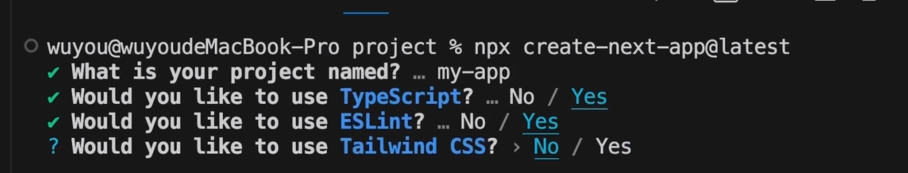 wuyou@wuyoudeMacBook-Pro project % npx create-next-app@latest
✔ What is your project named? … my-app
✔ Would you like to use TypeScript? … No / Yes
✔ Would you like to use ESLint? … No / Yes
? Would you like to use Tailwind CSS? › No / Yes